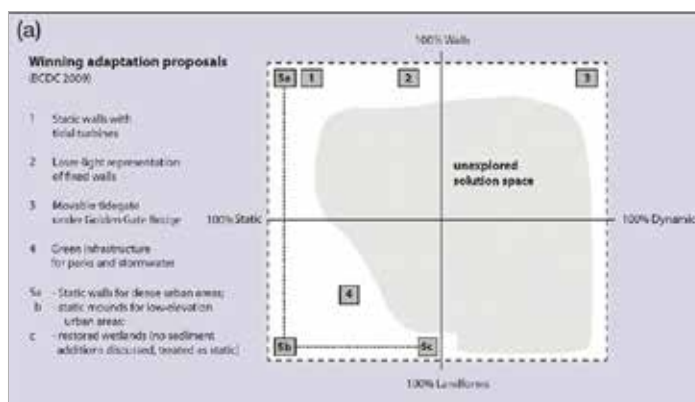 (a)
Winning adaptation proposals
(BCDC 2009)
1 Static walls with
tidal turbines
2 Laser-light representation
of fixed walls
3 Movable tidegate
under Golden Gate Bridge
4 Green infrastructure
for parks and stormwater
5a - Static walls for dense urban areas;
b - static mounds for low-elevation
urban areas;
c - restored wetlands (no sediment
additions discussed, treated as static)
100% Walls
5a
1
2
3
unexplored
solution space
100% Static
100% Dynamic
4
5b
5c
100% Landforms